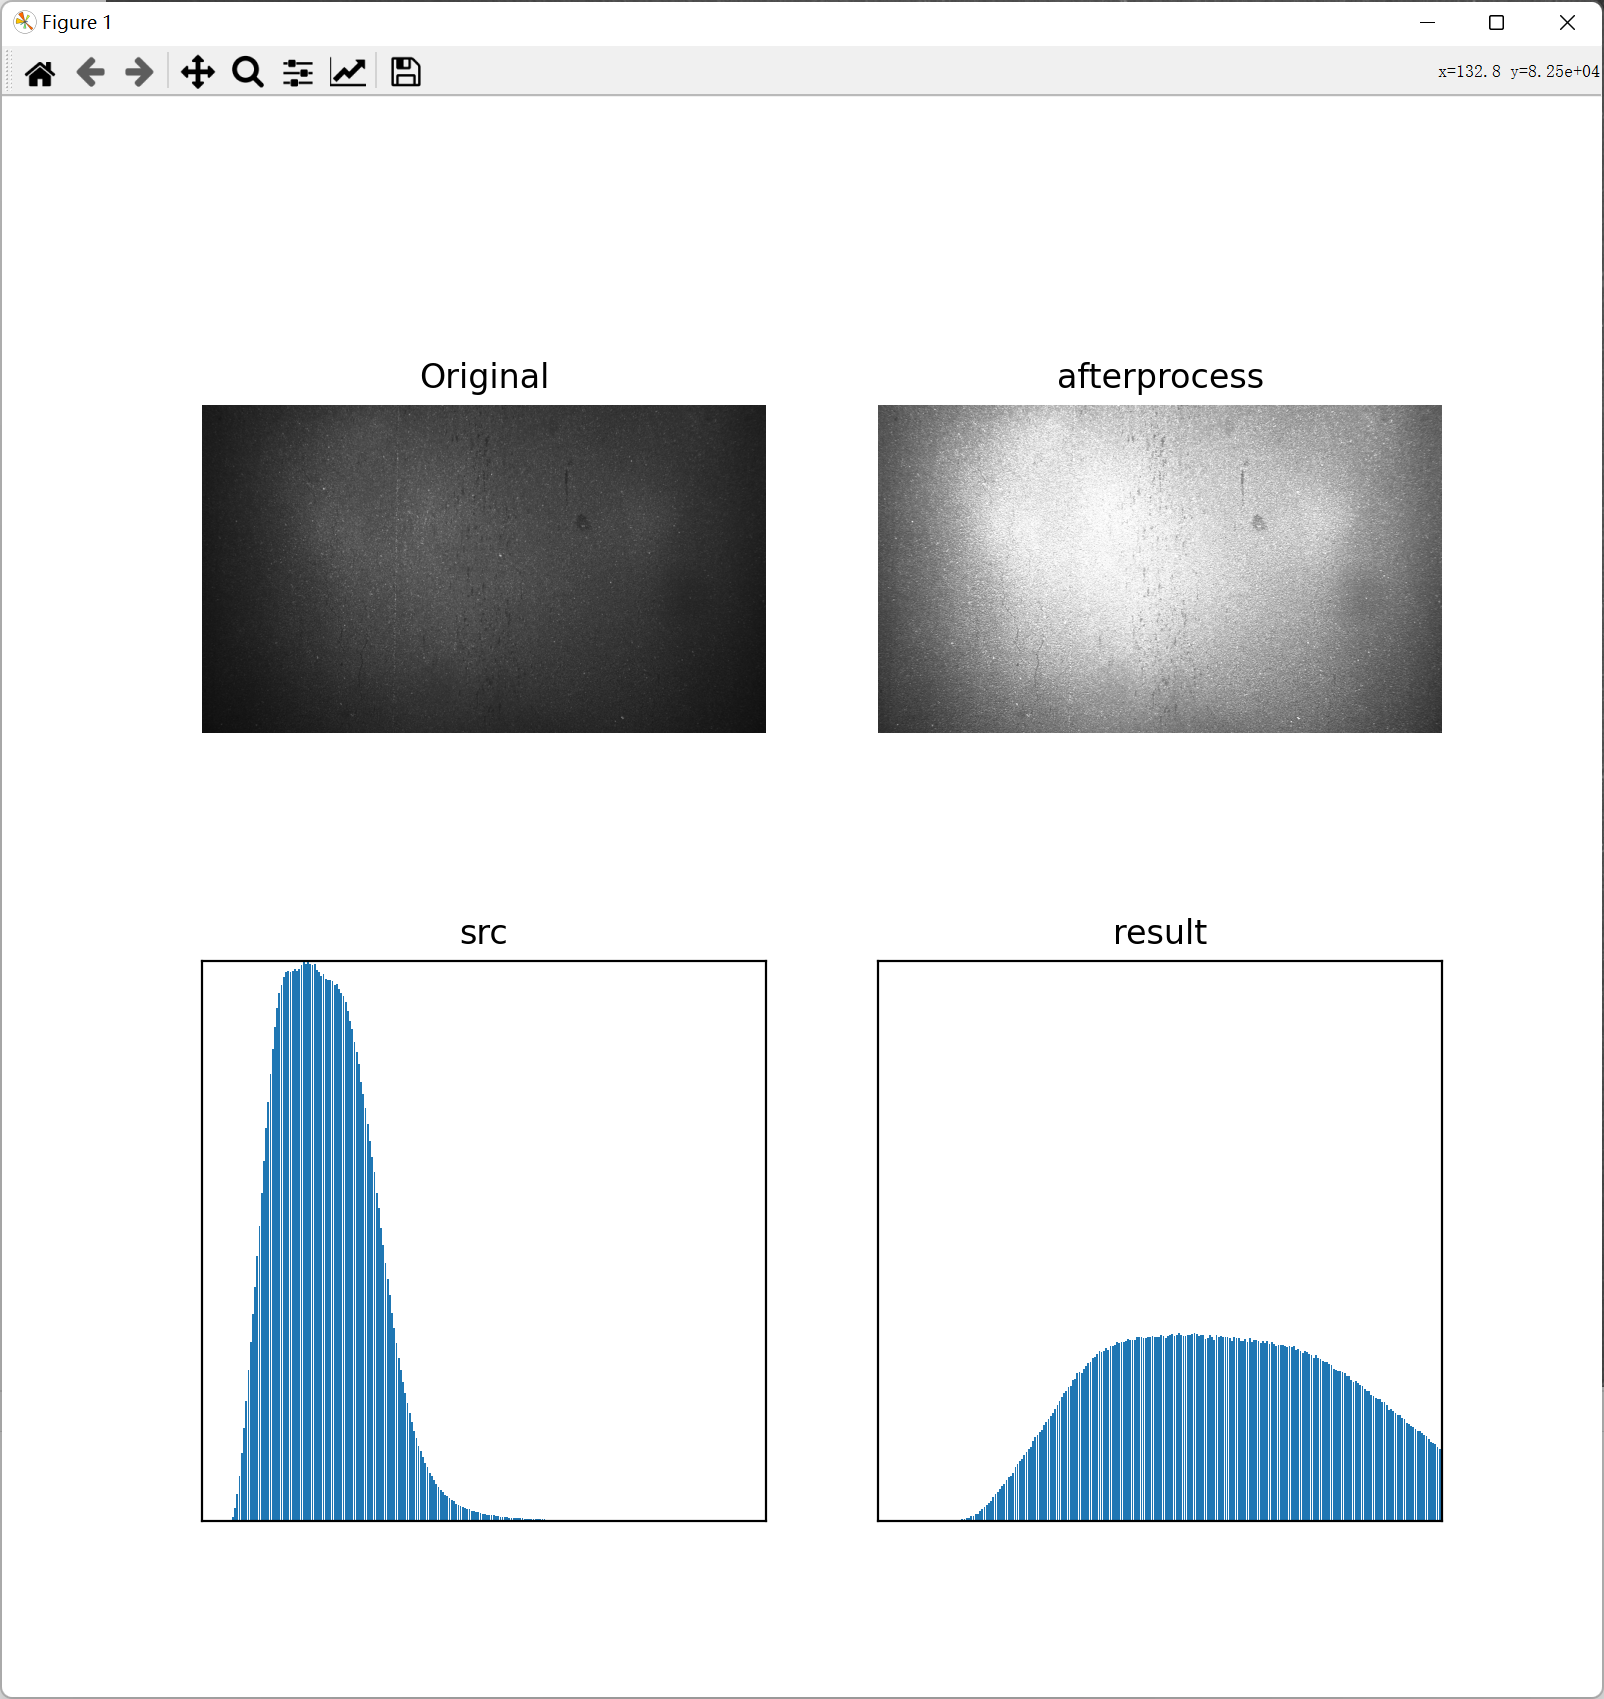 Figure 1
x=132.8 y=8.25e+04
Original
afterprocess
src
result